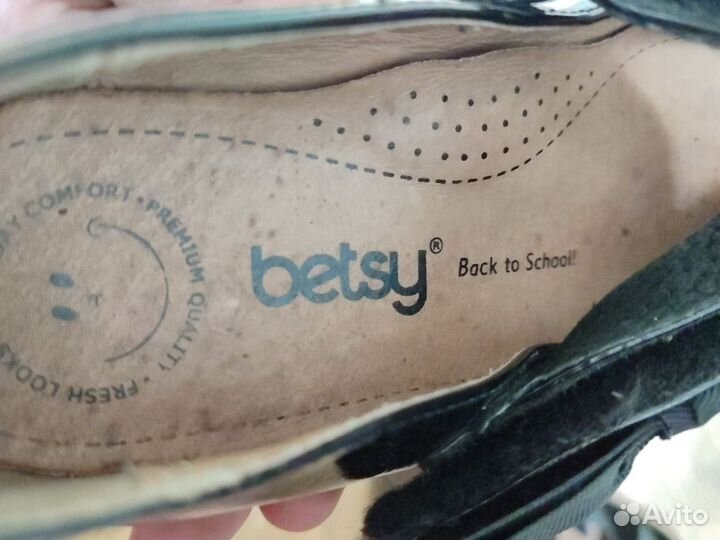 COMFORT • PREMIUM QUALITY • FRESH LOOKS
betsy®
Back to School!
Avito